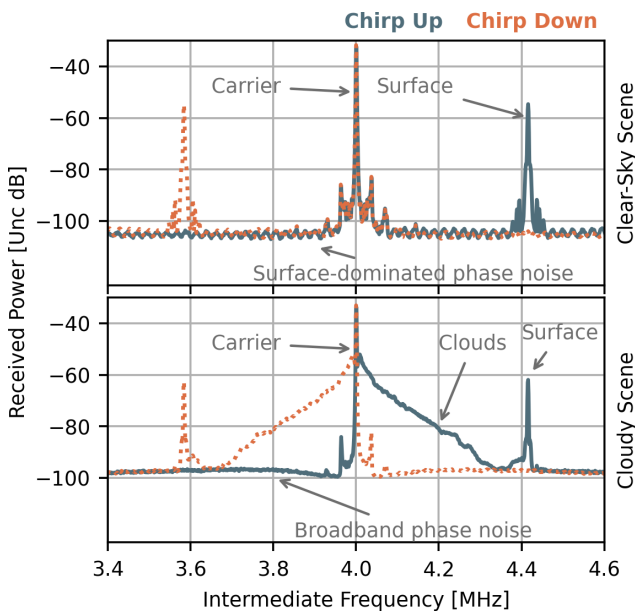 Chirp Up Chirp Down
−40
−60
−80
−100
Carrier
Surface
Surface-dominated phase noise
Clear-Sky Scene
Received Power [Unc dB]
−40
−60
−80
−100
Carrier
Clouds
Surface
Broadband phase noise
Cloudy Scene
3.4 3.6 3.8 4.0 4.2 4.4 4.6
Intermediate Frequency [MHz]